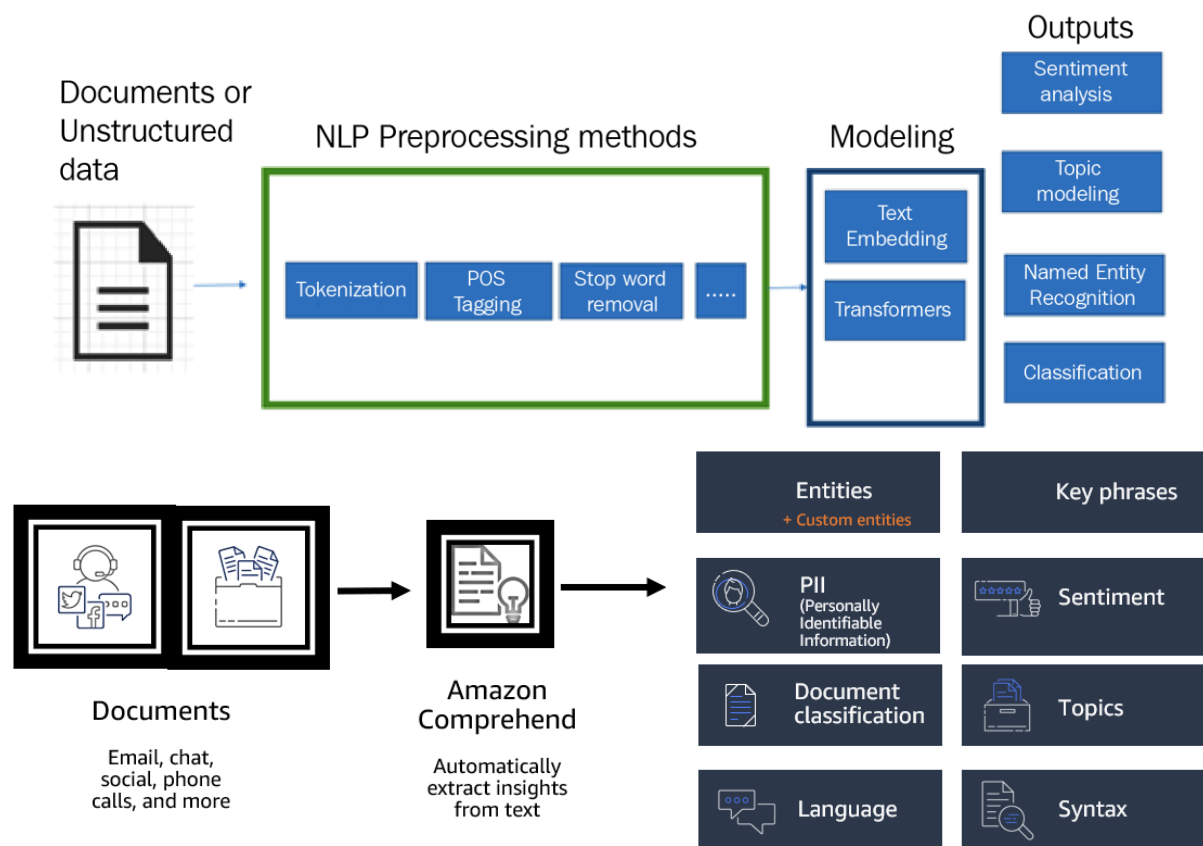 Outputs
Documents or
Unstructured
data
NLP Preprocessing methods
Modeling
Tokenization
POS
Tagging
Stop word
removal
.....
Text
Embedding
Transformers
Sentiment
analysis
Topic
modeling
Named Entity
Recognition
Classification
Documents
Email, chat,
social, phone
calls, and more
Amazon
Comprehend
Automatically
extract insights
from text
Entities
+ Custom entities
Key phrases
PII
(Personally
Identifiable
Information)
Sentiment
Document
classification
Topics
Language
Syntax